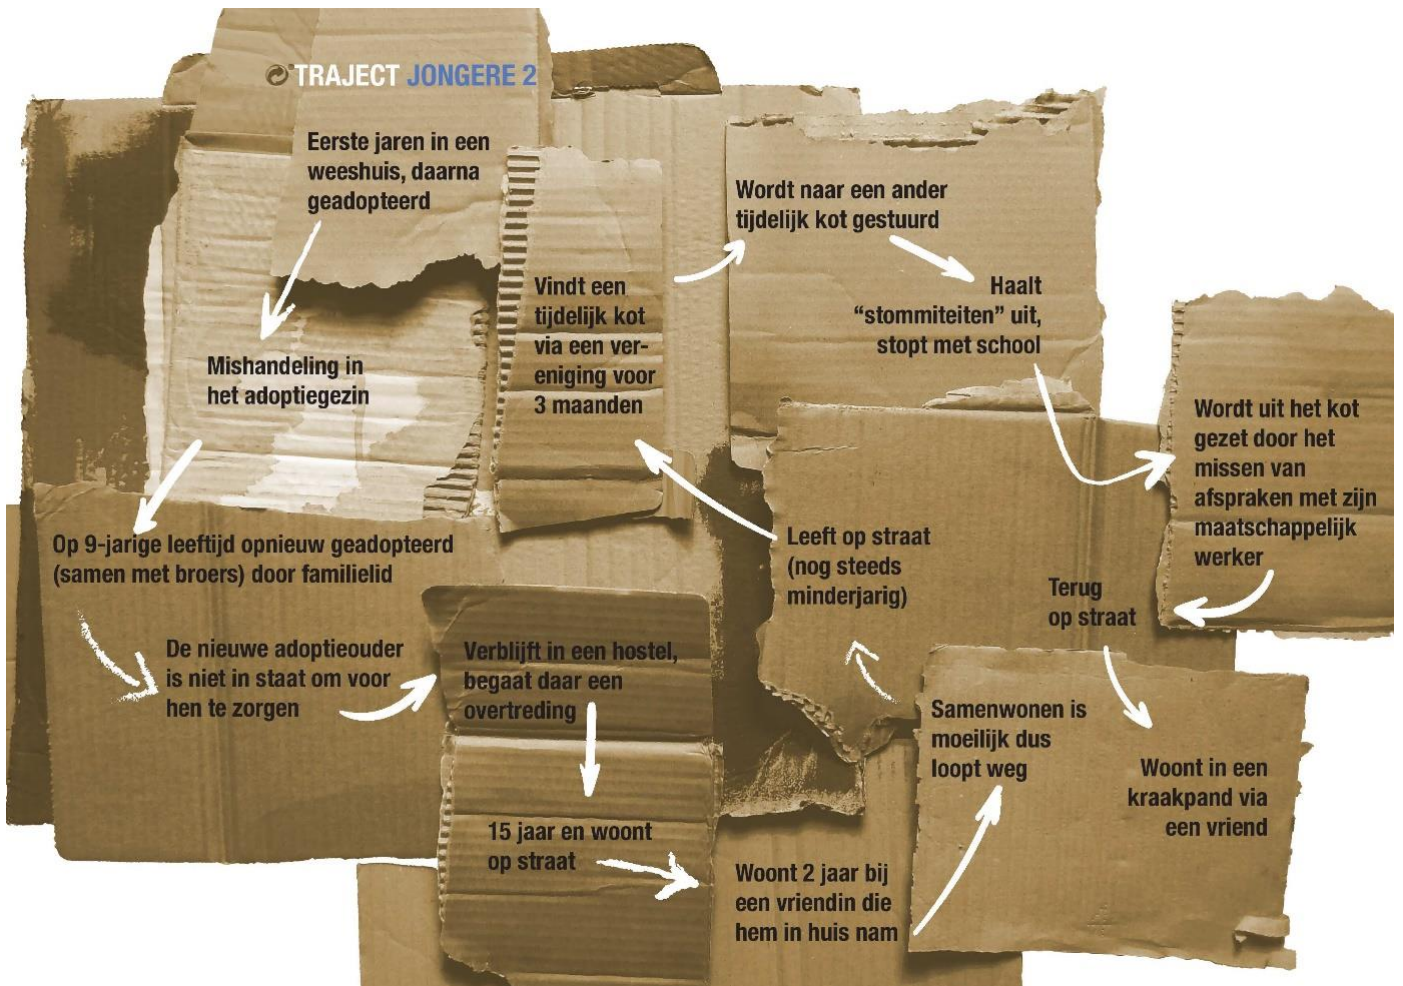 TRAJECT JONGERE 2
Eerste jaren in een
weeshuis, daarna
geadopteerd
Mishandeling in
het adoptiegezin
Op 9-jarige leeftijd opnieuw geadopteerd
(samen met broers) door familielid
De nieuwe adoptieouder
is niet in staat om voor
hen te zorgen
Verblijft in een hostel,
begaat daar een
overtreding
15 jaar en woont
op straat
Woont 2 jaar bij
een vriendin die
hem in huis nam
Samenwonen is
moeilijk dus
loopt weg
Leeft op straat
(nog steeds
minderjarig)
Vindt een
tijdelijk kot
via een ver-
eniging voor
3 maanden
Wordt naar een ander
tijdelijk kot gestuurd
Haalt
“stommiteiten” uit,
stopt met school
Wordt uit het kot
gezet door het
missen van
afspraken met zijn
maatschappelijk
werker
Terug
op straat
Woont in een
kraakpand via
een vriend